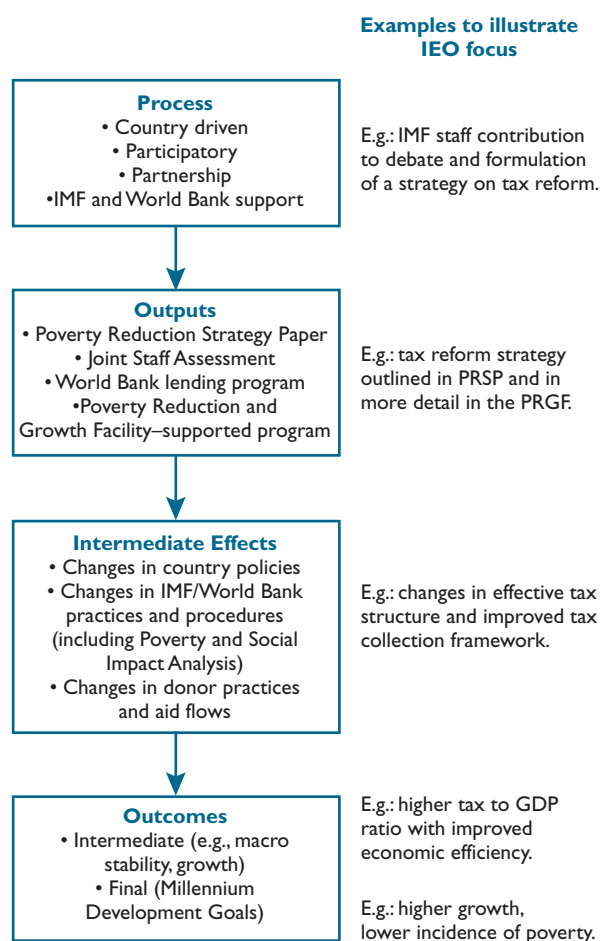 Examples to illustrate
IEO focus
Process
• Country driven
• Participatory
• Partnership
•IMF and World Bank support
E.g.: IMF staff contribution
to debate and formulation
of a strategy on tax reform.
Outputs
• Poverty Reduction Strategy Paper
• Joint Staff Assessment
• World Bank lending program
•Poverty Reduction and
Growth Facility–supported program
E.g.: tax reform strategy
outlined in PRSP and in
more detail in the PRGF.
Intermediate Effects
• Changes in country policies
• Changes in IMF/World Bank
practices and procedures
(including Poverty and Social
Impact Analysis)
• Changes in donor practices
and aid flows
E.g.: changes in effective tax
structure and improved tax
collection framework.
Outcomes
• Intermediate (e.g., macro
stability, growth)
• Final (Millennium
Development Goals)
E.g.: higher tax to GDP
ratio with improved
economic efficiency.
E.g.: higher growth,
lower incidence of poverty.